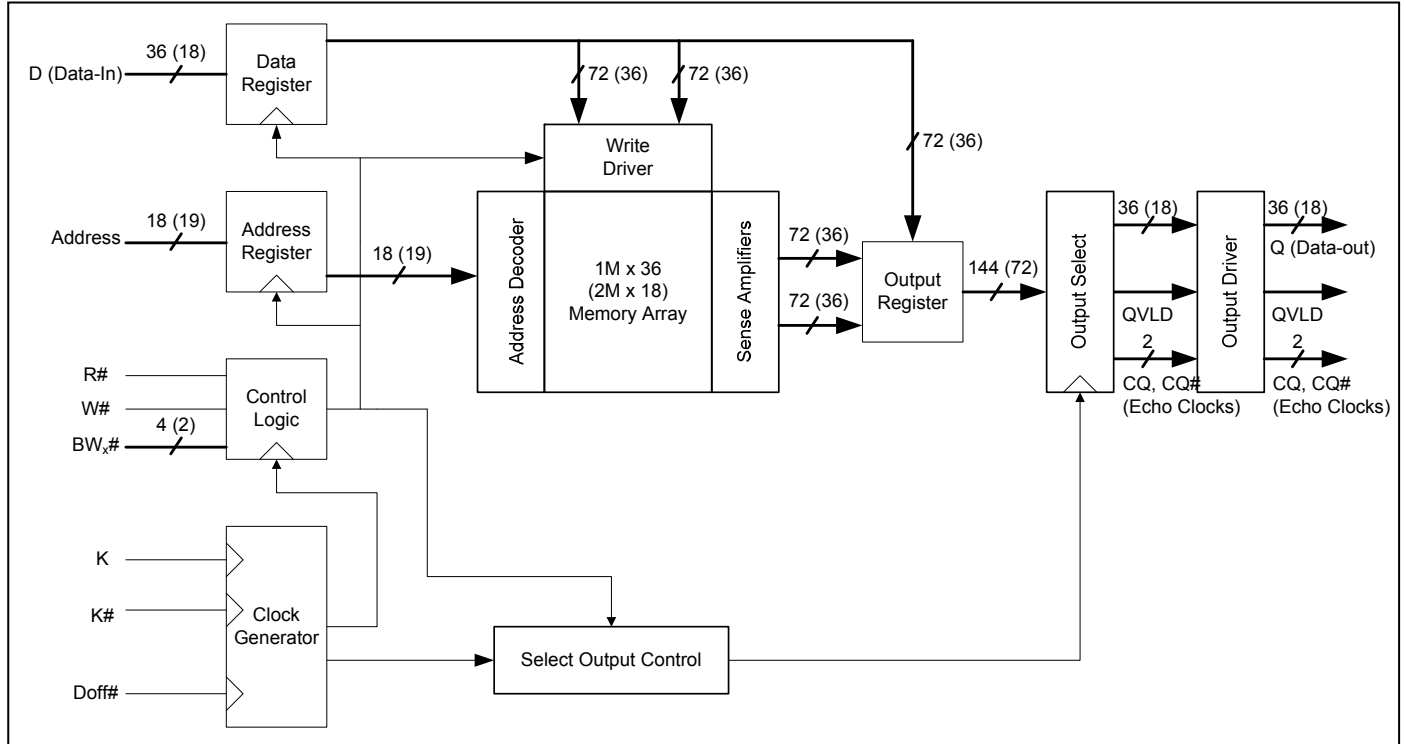 36 (18)
D (Data-In)
Data
Register
72 (36)
72 (36)
72 (36)
Write
Driver
18 (19)
Address
Address
Register
18 (19)
Address Decoder
1M x 36
(2M x 18)
Memory Array
Sense Amplifiers
72 (36)
72 (36)
Output
Register
144 (72)
Output Select
36 (18)
QVLD
2
CQ, CQ#
(Echo Clocks)
Output Driver
36 (18)
Q (Data-out)
QVLD
2
CQ, CQ#
(Echo Clocks)
R#
W#
4 (2)
BWx#
Control
Logic
K
K#
Doff#
Clock
Generator
Select Output Control